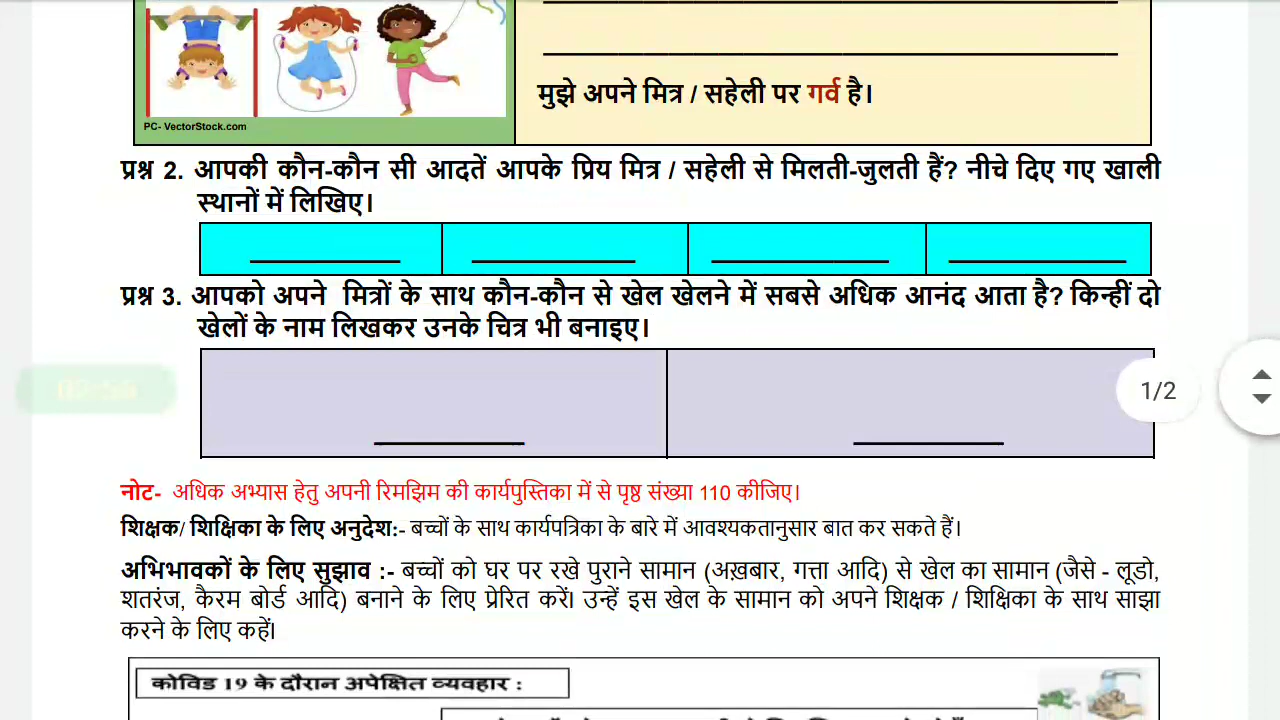 मुझे अपने मित्र / सहेली पर गर्व है।
PC- VectorStock.com
प्रश्न 2. आपकी कौन-कौन सी आदतें आपके प्रिय मित्र / सहेली से मिलती-जुलती हैं? नीचे दिए गए खाली
स्थानों में लिखिए।
प्रश्न 3. आपको अपने मित्रों के साथ कौन-कौन से खेल खेलने में सबसे अधिक आनंद आता है? किन्हीं दो
खेलों के नाम लिखकर उनके चित्र भी बनाइए।
1/2
नोट- अधिक अभ्यास हेतु अपनी रिमझिम की कार्यपुस्तिका में से पृष्ठ संख्या 110 कीजिए।
शिक्षक/ शिक्षिका के लिए अनुदेश:- बच्चों के साथ कार्यपत्रिका के बारे में आवश्यकतानुसार बात कर सकते हैं।
अभिभावकों के लिए सुझाव :- बच्चों को घर पर रखे पुराने सामान (अख़बार, गत्ता आदि) से खेल का सामान (जैसे - लूडो,
शतरंज, कैरम बोर्ड आदि) बनाने के लिए प्रेरित करें। उन्हें इस खेल के सामान को अपने शिक्षक / शिक्षिका के साथ साझा
करने के लिए कहें।
कोविड 19 के दौरान अपेक्षित व्यवहार :